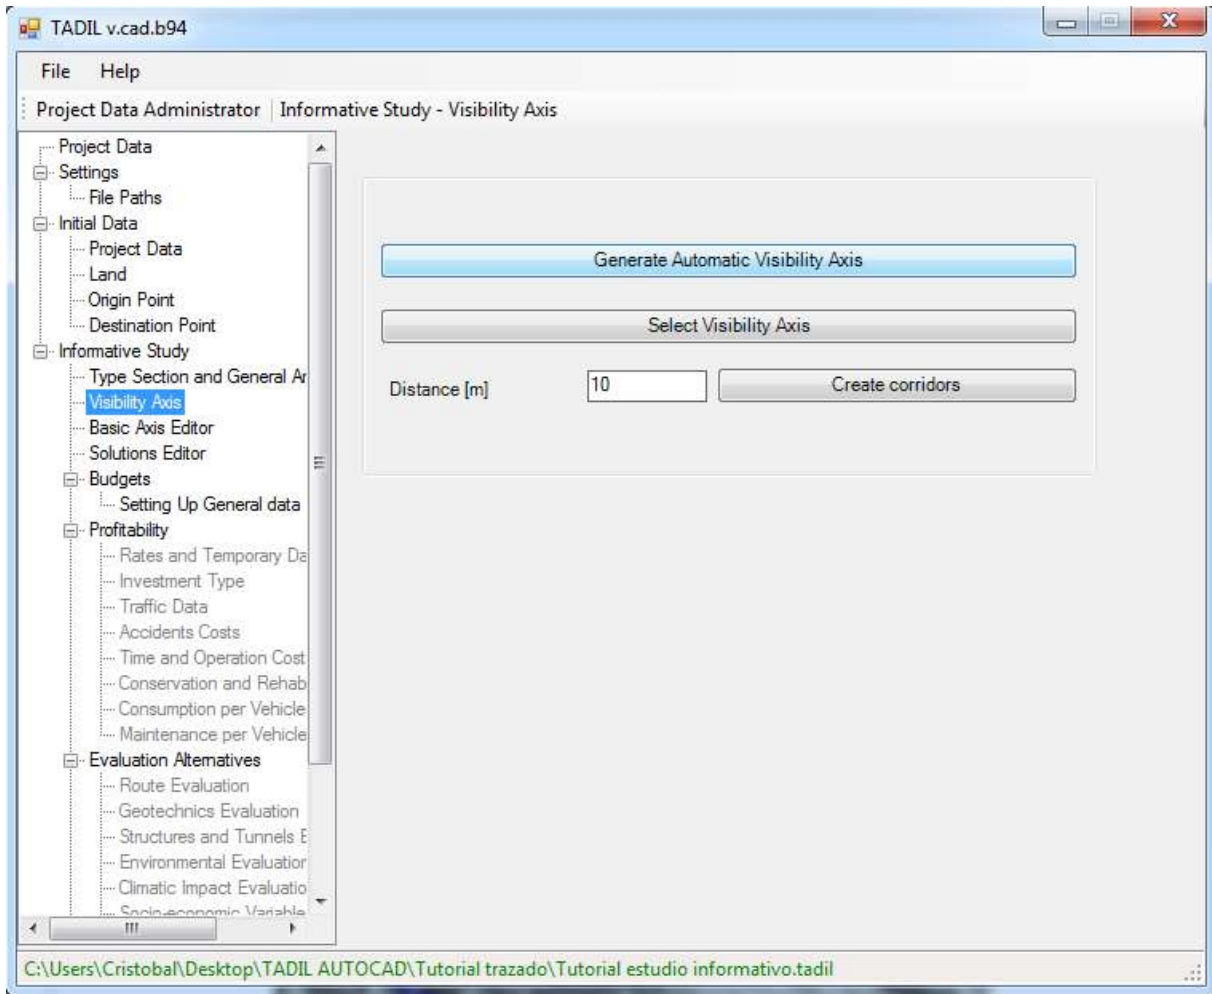 TADIL v.cad.b94
File Help
Project Data Administrator Informative Study - Visibility Axis
Project Data
Settings
File Paths
Initial Data
Project Data
Land
Origin Point
Destination Point
Informative Study
Type Section and General Ar
Visibility Axis
Basic Axis Editor
Solutions Editor
Budgets
Setting Up General data
Profitability
Rates and Temporary Da
Investment Type
Traffic Data
Accidents Costs
Time and Operation Cost
Conservation and Rehab
Consumption per Vehicle
Maintenance per Vehicle
Evaluation Alternatives
Route Evaluation
Geotechnics Evaluation
Structures and Tunnels E
Environmental Evaluation
Climatic Impact Evaluatio
Socio-economic Variable
Generate Automatic Visibility Axis
Select Visibility Axis
Distance [m] 10 Create corridors
C:\Users\Cristobal\Desktop\TADIL AUTOCAD\Tutorial trazado\Tutorial estudio informativo.tadil